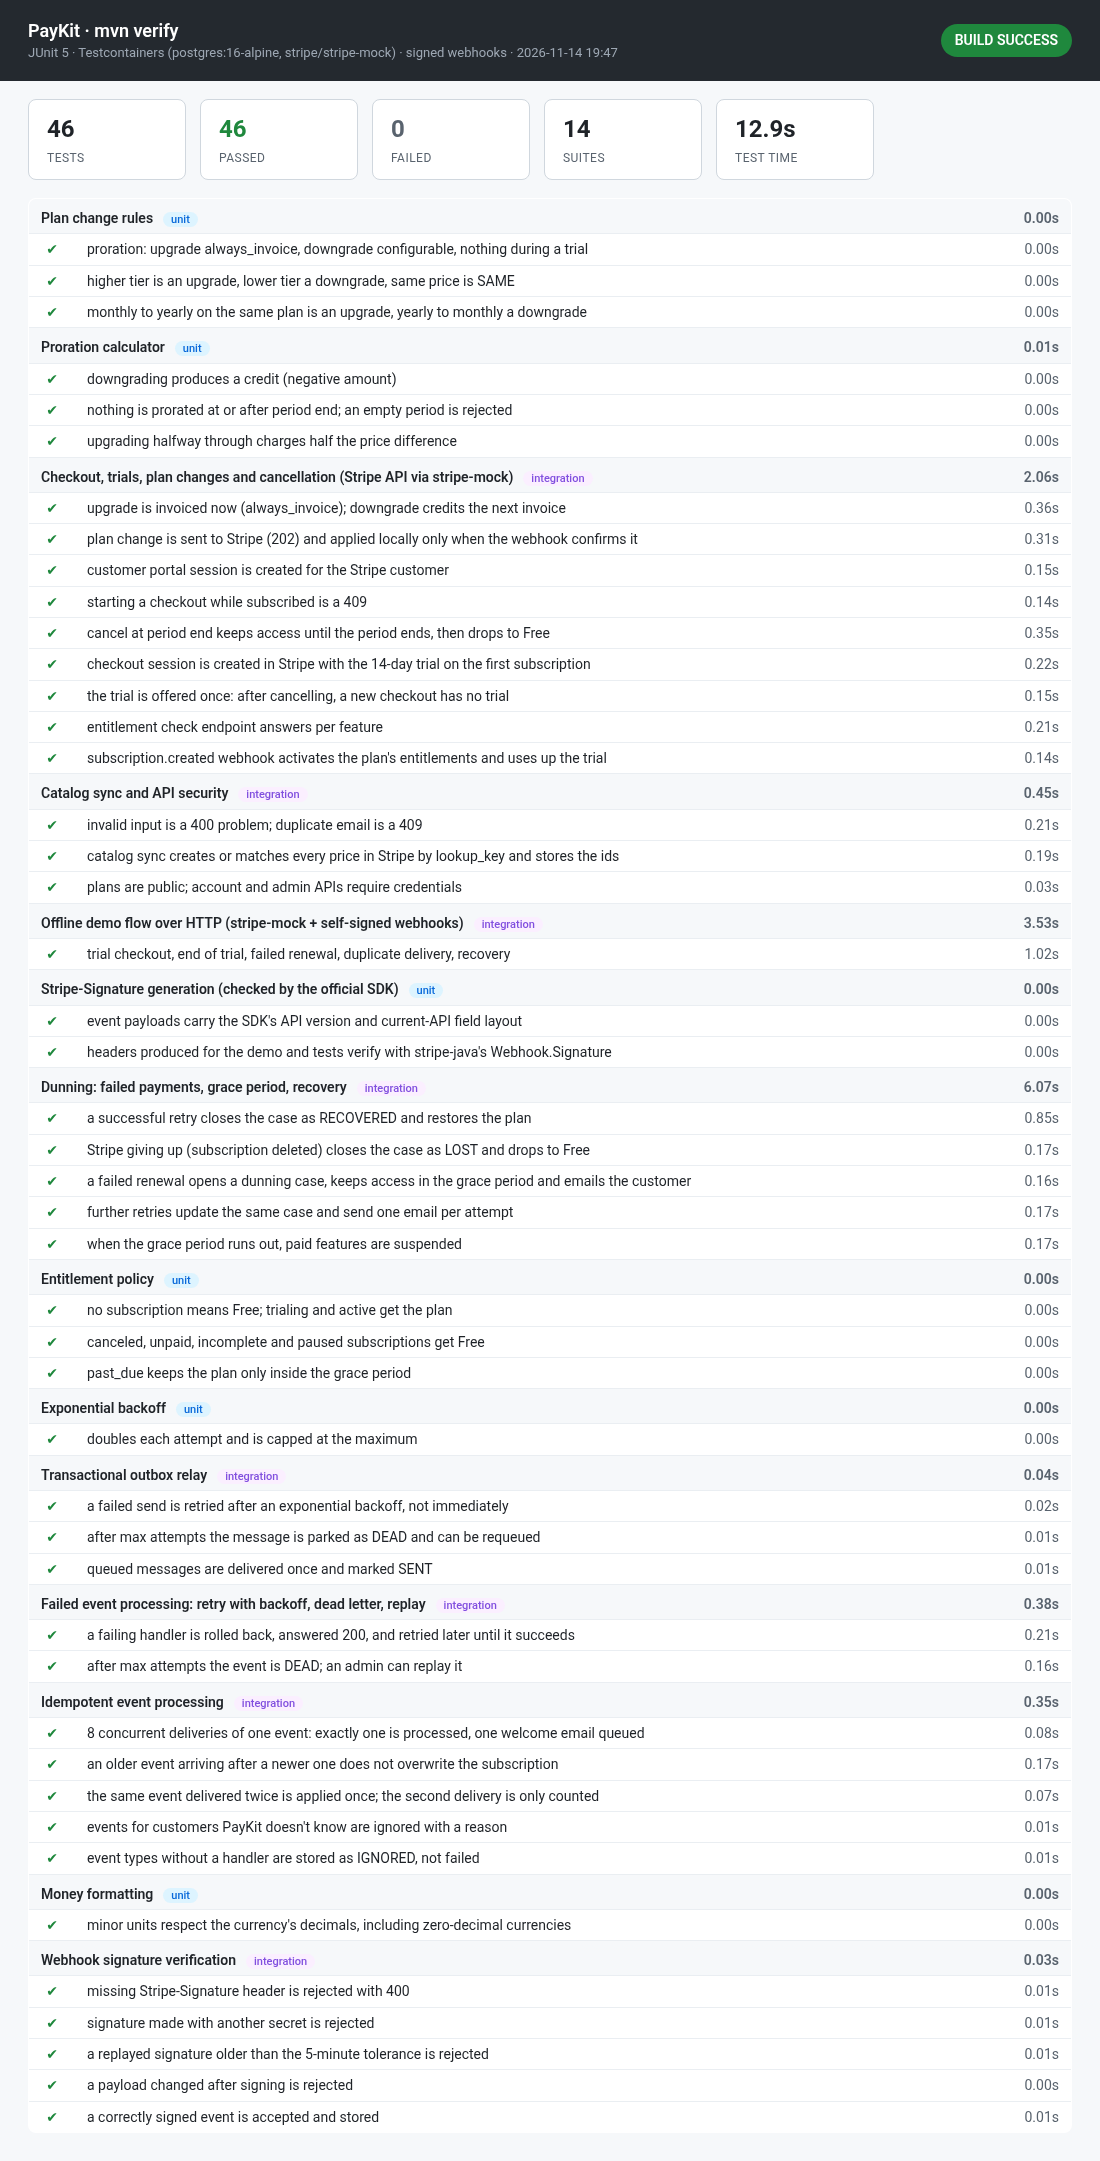 PayKit · mvn verify
JUnit 5 · Testcontainers (postgres:16-alpine, stripe/stripe-mock) · signed webhooks · 2026-11-14 19:47
BUILD SUCCESS
46
TESTS
46
PASSED
0
FAILED
14
SUITES
12.9s
TEST TIME
Plan change rules unit 0.00s
✔ proration: upgrade always_invoice, downgrade configurable, nothing during a trial 0.00s
✔ higher tier is an upgrade, lower tier a downgrade, same price is SAME 0.00s
✔ monthly to yearly on the same plan is an upgrade, yearly to monthly a downgrade 0.00s
Proration calculator unit 0.01s
✔ downgrading produces a credit (negative amount) 0.00s
✔ nothing is prorated at or after period end; an empty period is rejected 0.00s
✔ upgrading halfway through charges half the price difference 0.00s
Checkout, trials, plan changes and cancellation (Stripe API via stripe-mock) integration 2.06s
✔ upgrade is invoiced now (always_invoice); downgrade credits the next invoice 0.36s
✔ plan change is sent to Stripe (202) and applied locally only when the webhook confirms it 0.31s
✔ customer portal session is created for the Stripe customer 0.15s
✔ starting a checkout while subscribed is a 409 0.14s
✔ cancel at period end keeps access until the period ends, then drops to Free 0.35s
✔ checkout session is created in Stripe with the 14-day trial on the first subscription 0.22s
✔ the trial is offered once: after cancelling, a new checkout has no trial 0.15s
✔ entitlement check endpoint answers per feature 0.21s
✔ subscription.created webhook activates the plan's entitlements and uses up the trial 0.14s
Catalog sync and API security integration 0.45s
✔ invalid input is a 400 problem; duplicate email is a 409 0.21s
✔ catalog sync creates or matches every price in Stripe by lookup_key and stores the ids 0.19s
✔ plans are public; account and admin APIs require credentials 0.03s
Offline demo flow over HTTP (stripe-mock + self-signed webhooks) integration 3.53s
✔ trial checkout, end of trial, failed renewal, duplicate delivery, recovery 1.02s
Stripe-Signature generation (checked by the official SDK) unit 0.00s
✔ event payloads carry the SDK's API version and current-API field layout 0.00s
✔ headers produced for the demo and tests verify with stripe-java's Webhook.Signature 0.00s
Dunning: failed payments, grace period, recovery integration 6.07s
✔ a successful retry closes the case as RECOVERED and restores the plan 0.85s
✔ Stripe giving up (subscription deleted) closes the case as LOST and drops to Free 0.17s
✔ a failed renewal opens a dunning case, keeps access in the grace period and emails the customer 0.16s
✔ further retries update the same case and send one email per attempt 0.17s
✔ when the grace period runs out, paid features are suspended 0.17s
Entitlement policy unit 0.00s
✔ no subscription means Free; trialing and active get the plan 0.00s
✔ canceled, unpaid, incomplete and paused subscriptions get Free 0.00s
✔ past_due keeps the plan only inside the grace period 0.00s
Exponential backoff unit 0.00s
✔ doubles each attempt and is capped at the maximum 0.00s
Transactional outbox relay integration 0.04s
✔ a failed send is retried after an exponential backoff, not immediately 0.02s
✔ after max attempts the message is parked as DEAD and can be requeued 0.01s
✔ queued messages are delivered once and marked SENT 0.01s
Failed event processing: retry with backoff, dead letter, replay integration 0.38s
✔ a failing handler is rolled back, answered 200, and retried later until it succeeds 0.21s
✔ after max attempts the event is DEAD; an admin can replay it 0.16s
Idempotent event processing integration 0.35s
✔ 8 concurrent deliveries of one event: exactly one is processed, one welcome email queued 0.08s
✔ an older event arriving after a newer one does not overwrite the subscription 0.17s
✔ the same event delivered twice is applied once; the second delivery is only counted 0.07s
✔ events for customers PayKit doesn't know are ignored with a reason 0.01s
✔ event types without a handler are stored as IGNORED, not failed 0.01s
Money formatting unit 0.00s
✔ minor units respect the currency's decimals, including zero-decimal currencies 0.00s
Webhook signature verification integration 0.03s
✔ missing Stripe-Signature header is rejected with 400 0.01s
✔ signature made with another secret is rejected 0.01s
✔ a replayed signature older than the 5-minute tolerance is rejected 0.01s
✔ a payload changed after signing is rejected 0.00s
✔ a correctly signed event is accepted and stored 0.01s